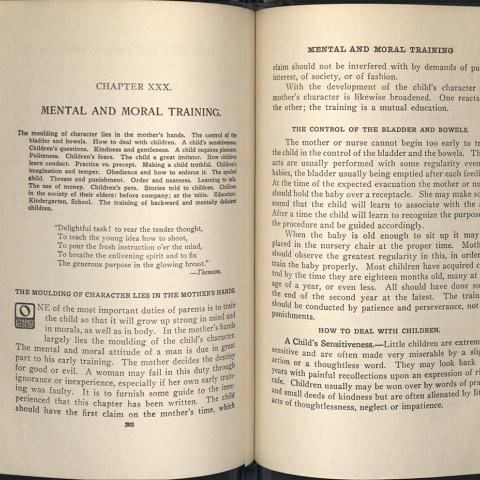 CHAPTER XXX.
MENTAL AND MORAL TRAINING.
The moulding of character lies in the mother's hands. The control of the
bladder and bowels. How to deal with children. A child's sensitiveness.
Children's questions. Kindness and gentleness. A child requires pleasure.
Politeness. Children's fears. The child a great imitator. How children
learn conduct. Practice vs. precept. Making a child truthful. Children's
imagination and temper. Obedience and how to enforce it. The spoiled
child. Threats and punishment. Order and neatness. Learning to talk.
The use of money. Children's pets. Stories told to children. Children
in the society of their elders: before company; at the table. Education:
Kindergarten, School. The training of backward and mentally deficient
children.
"Delightful task! to rear the tender thought,
To teach the young idea how to shoot,
To pour the fresh instruction o'er the mind,
To breathe the enlivening spirit and to fix
The generous purpose in the glowing breast."
—Thomson.
THE MOULDING OF CHARACTER LIES IN THE MOTHER'S HANDS.
ONE of the most important duties of parents is to train
the child so that it will grow up strong in mind and
in morals, as well as in body. In the mother's hands
largely lies the moulding of the child's character.
The mental and moral attitude of a man is due in great
part to his early training. The mother decides the destiny
for good or evil. A woman may fail in this duty through
ignorance or inexperience, especially if her own early train-
ing was faulty. It is to furnish some guide to the inex-
perienced that this chapter has been written. The child
should have the first claim on the mother's time, which
202
MENTAL AND MORAL TRAINING
claim should not be interfered with by demands of pu
interest, of society, or of fashion.
With the development of the child's character
mother's character is likewise broadened. One reacts
the other; the training is a mutual education.
THE CONTROL OF THE BLADDER AND BOWELS.
The mother or nurse cannot begin too early to tr
the child in the control of the bladder and the bowels. Th
acts are usually performed with some regularity even
babies, the bladder usually being emptied after each feedi
At the time of the expected evacuation the mother or nu
should hold the baby over a receptacle. She may make so
sound that the child will learn to associate with the a
After a time the child will learn to recognize the purpose
the procedure and be guided accordingly.
When the baby is old enough to sit up it may
placed in the nursery chair at the proper time. Moth
should observe the greatest regularity in this, in order
train the baby properly. Most children have acquired c
trol by the time they are eighteen months old, many at
age of a year, or even less. All should have done so
the end of the second year at the latest. The train
should be conducted by patience and perseverance, not
punishments.
HOW TO DEAL WITH CHILDREN.
A Child's Sensitiveness.—Little children are extrem
sensitive and are often made very miserable by a slig
action or a thoughtless word. They may look back
years with painful recollections upon an expression of ri
cule. Children usually may be won over by words of pra
and small deeds of kindness but are often alienated by lit
acts of thoughtlessness, neglect or impatience.